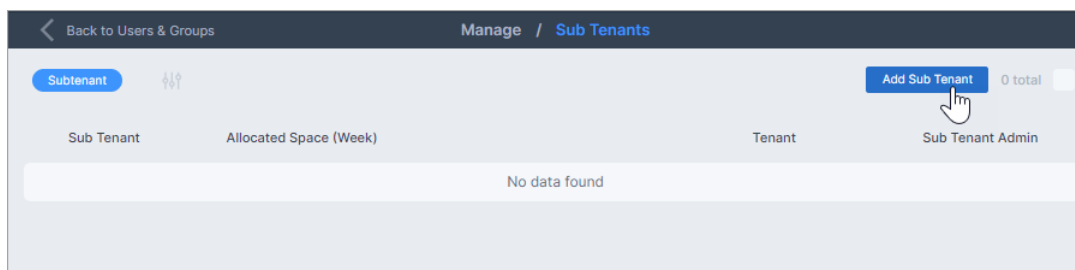 Back to Users & Groups Manage / Sub Tenants
Subtenant Add Sub Tenant 0 total
Sub Tenant Allocated Space (Week) Tenant Sub Tenant Admin
No data found